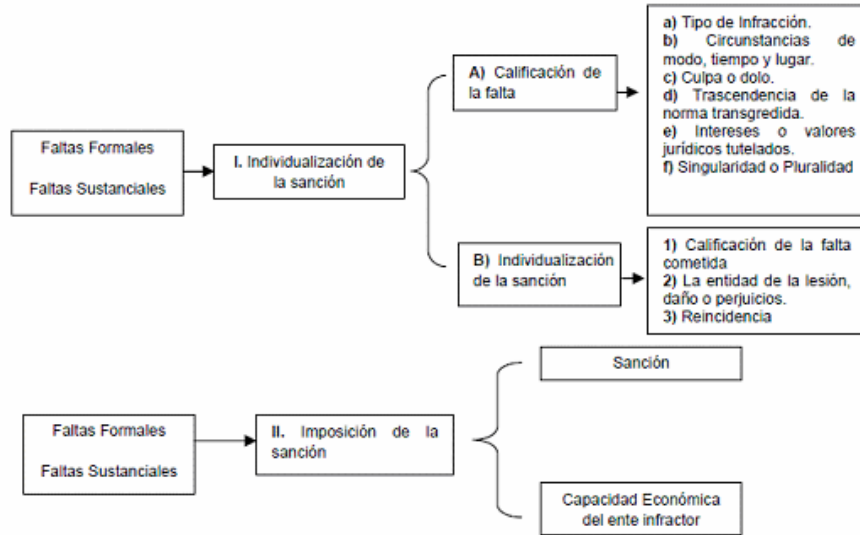 Faltas Formales
Faltas Sustanciales
I. Individualización de
la sanción
A) Calificación de
la falta
a) Tipo de Infracción.
b) Circunstancias de
modo, tiempo y lugar.
c) Culpa o dolo.
d) Trascendencia de la
norma transgredida.
e) Intereses o valores
jurídicos tutelados.
f) Singularidad o Pluralidad
B) Individualización
de la sanción
1) Calificación de la falta
cometida
2) La entidad de la lesión,
daño o perjuicios.
3) Reincidencia
Faltas Formales
Faltas Sustanciales
II. Imposición de la
sanción
Sanción
Capacidad Económica
del ente infractor